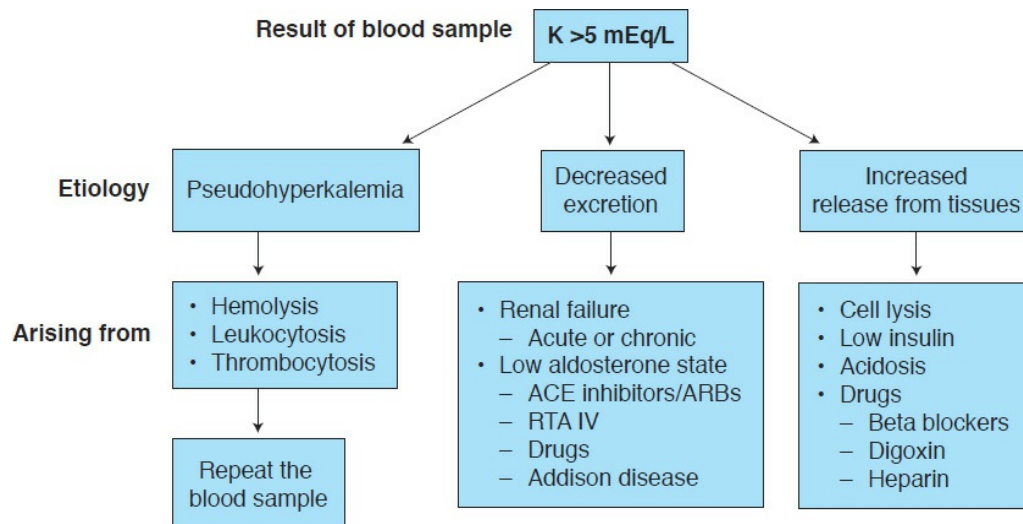 Result of blood sample
K >5 mEq/L
Etiology
Pseudohyperkalemia
Decreased
excretion
Increased
release from tissues
Arising from
• Hemolysis
• Leukocytosis
• Thrombocytosis
• Renal failure
– Acute or chronic
• Low aldosterone state
– ACE inhibitors/ARBs
– RTA IV
– Drugs
– Addison disease
• Cell lysis
• Low insulin
• Acidosis
• Drugs
– Beta blockers
– Digoxin
– Heparin
Repeat the
blood sample